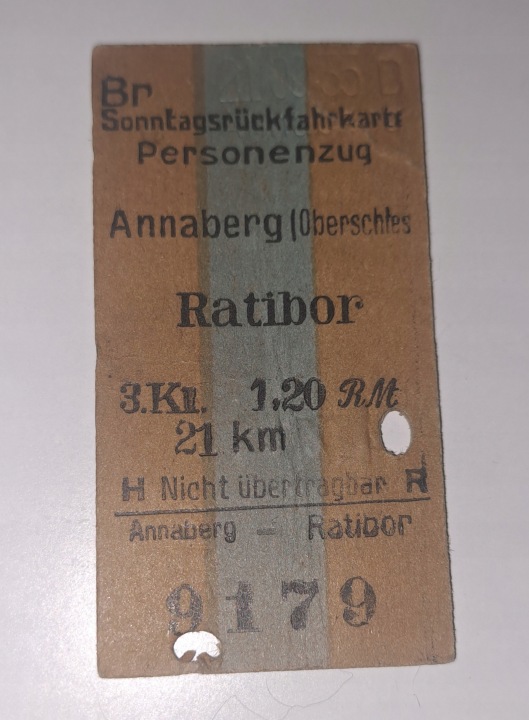 Br
Sonntagsrückfahrkarte
Personenzug
Annaberg (Oberschles
Ratibor
3.Kl. 1,20 RM
21 km
H Nicht übertragbar R
Annaberg – Ratibor
9179